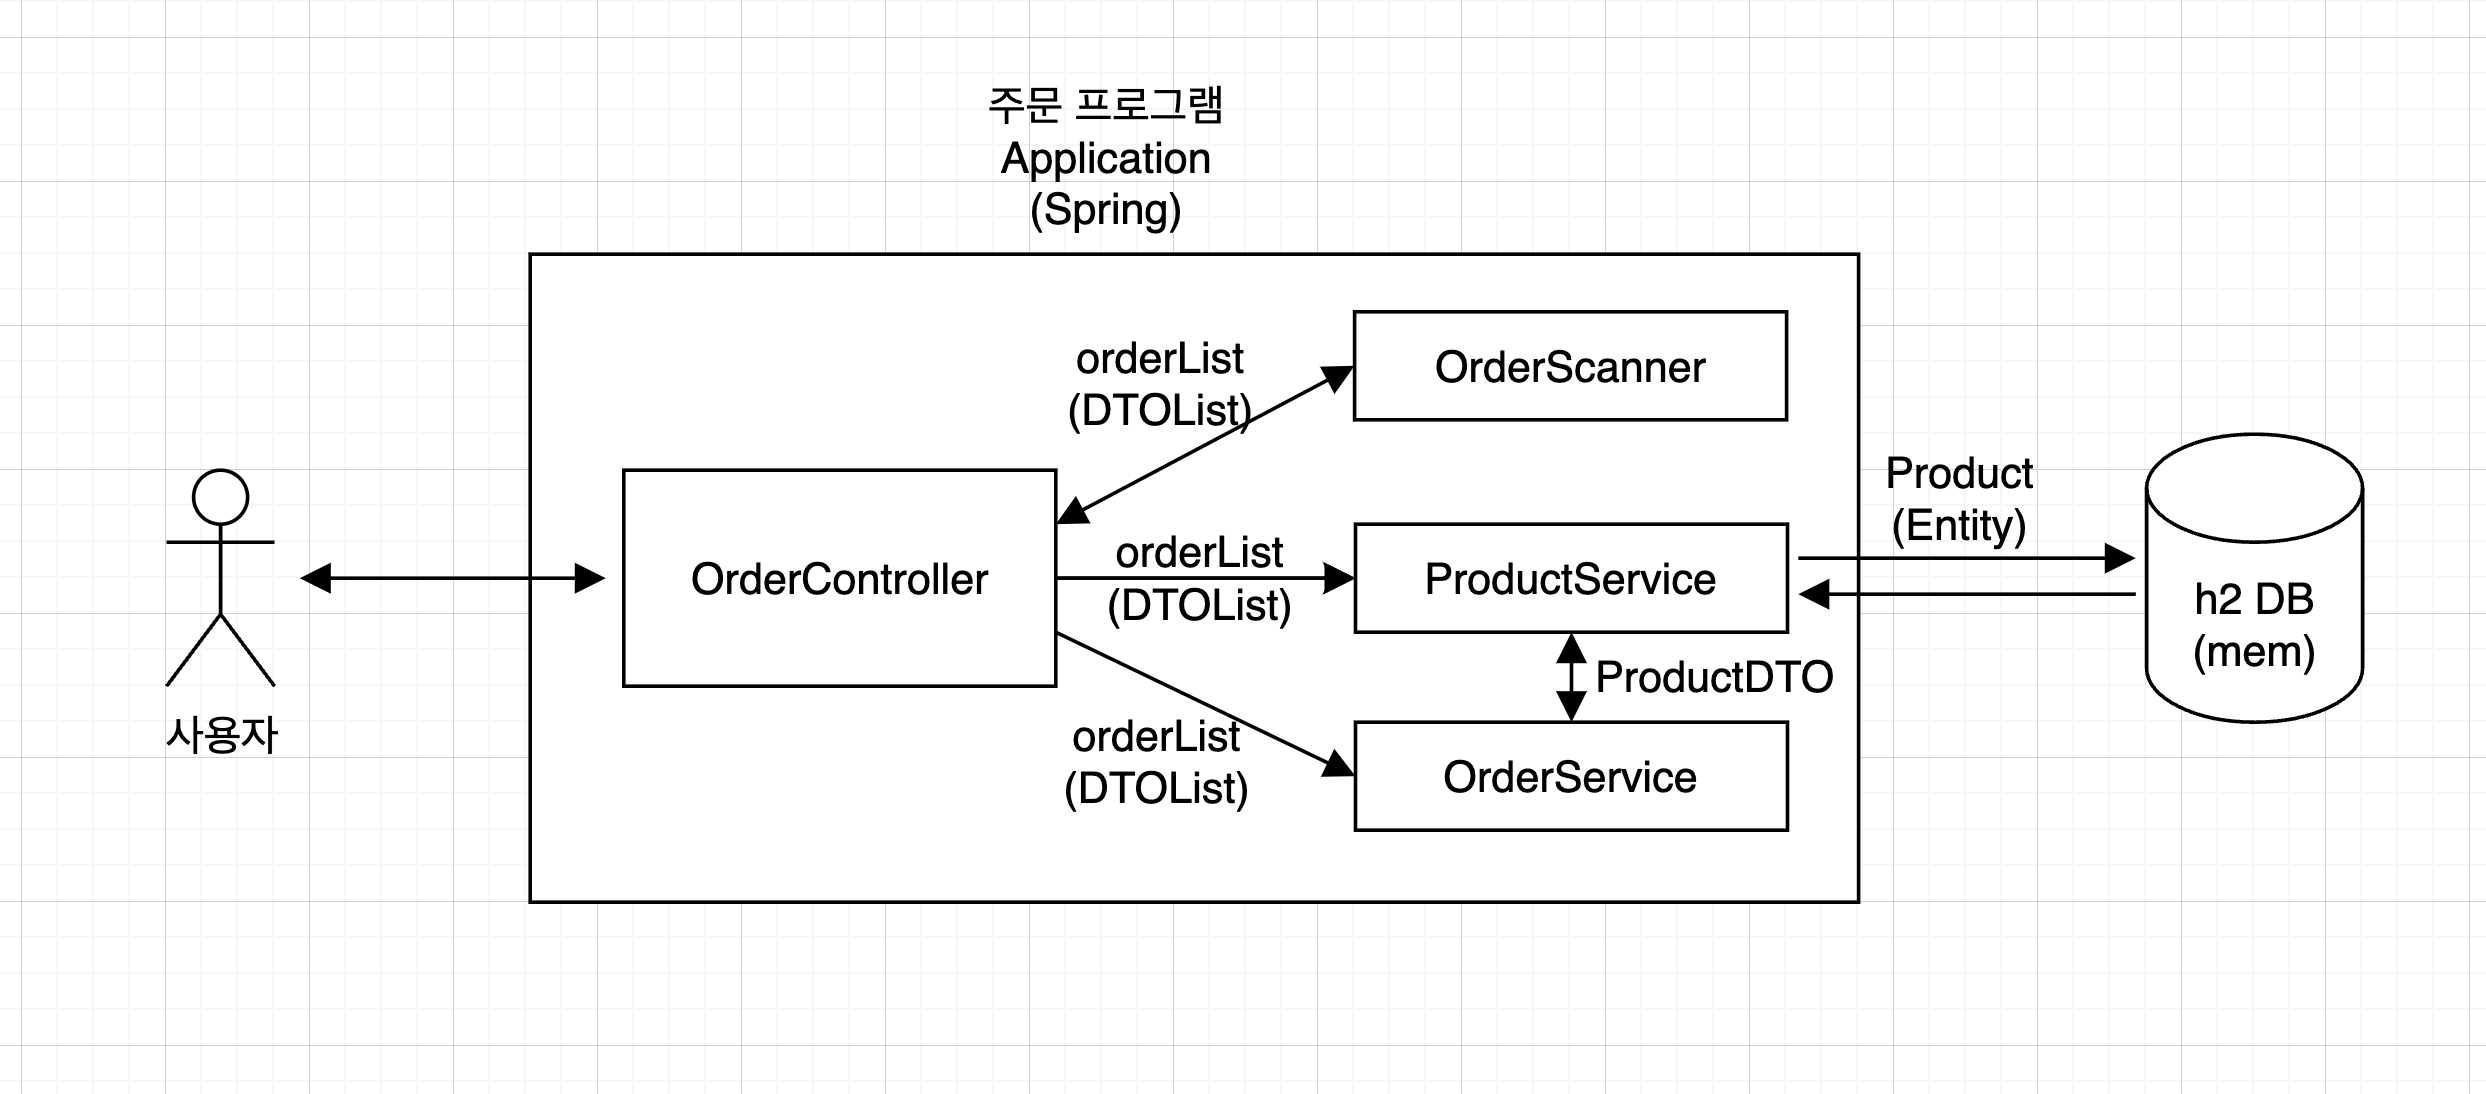 주문 프로그램
Application
(Spring)
orderList
(DTOList)
OrderScanner
OrderController
orderList
(DTOList)
ProductService
Product
(Entity)
h2 DB
(mem)
ProductDTO
orderList
(DTOList)
OrderService
사용자